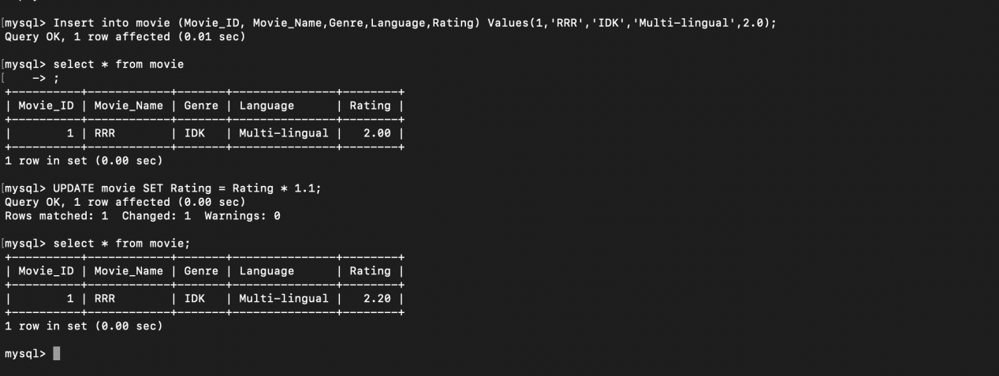 [mysql> Insert into movie (Movie_ID, Movie_Name,Genre,Language,Rating) Values(1,'RRR','IDK','Multi-lingual',2.0);
Query OK, 1 row affected (0.01 sec)
[mysql> select * from movie
[    -> ;
+----------+------------+-------+---------------+--------+
| Movie_ID | Movie_Name | Genre | Language      | Rating |
+----------+------------+-------+---------------+--------+
|        1 | RRR        | IDK   | Multi-lingual |   2.00 |
+----------+------------+-------+---------------+--------+
1 row in set (0.00 sec)
[mysql> UPDATE movie SET Rating = Rating * 1.1;
Query OK, 1 row affected (0.00 sec)
Rows matched: 1  Changed: 1  Warnings: 0
[mysql> select * from movie;
+----------+------------+-------+---------------+--------+
| Movie_ID | Movie_Name | Genre | Language      | Rating |
+----------+------------+-------+---------------+--------+
|        1 | RRR        | IDK   | Multi-lingual |   2.20 |
+----------+------------+-------+---------------+--------+
1 row in set (0.00 sec)
mysql>